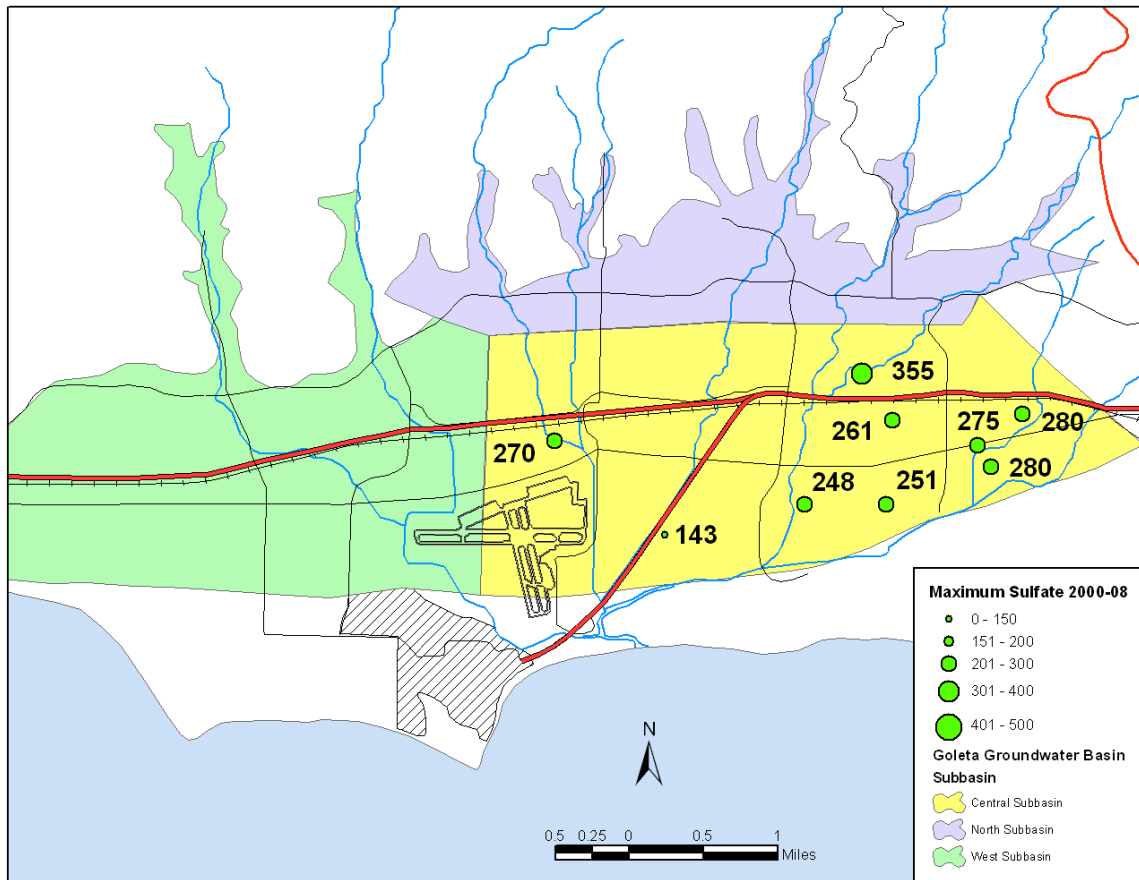 355
261
275
280
270
280
248
251
143
Maximum Sulfate 2000-08
0 - 150
151 - 200
201 - 300
301 - 400
401 - 500
Goleta Groundwater Basin
Subbasin
Central Subbasin
North Subbasin
West Subbasin
N
0.5 0.25 0 0.5 1
Miles